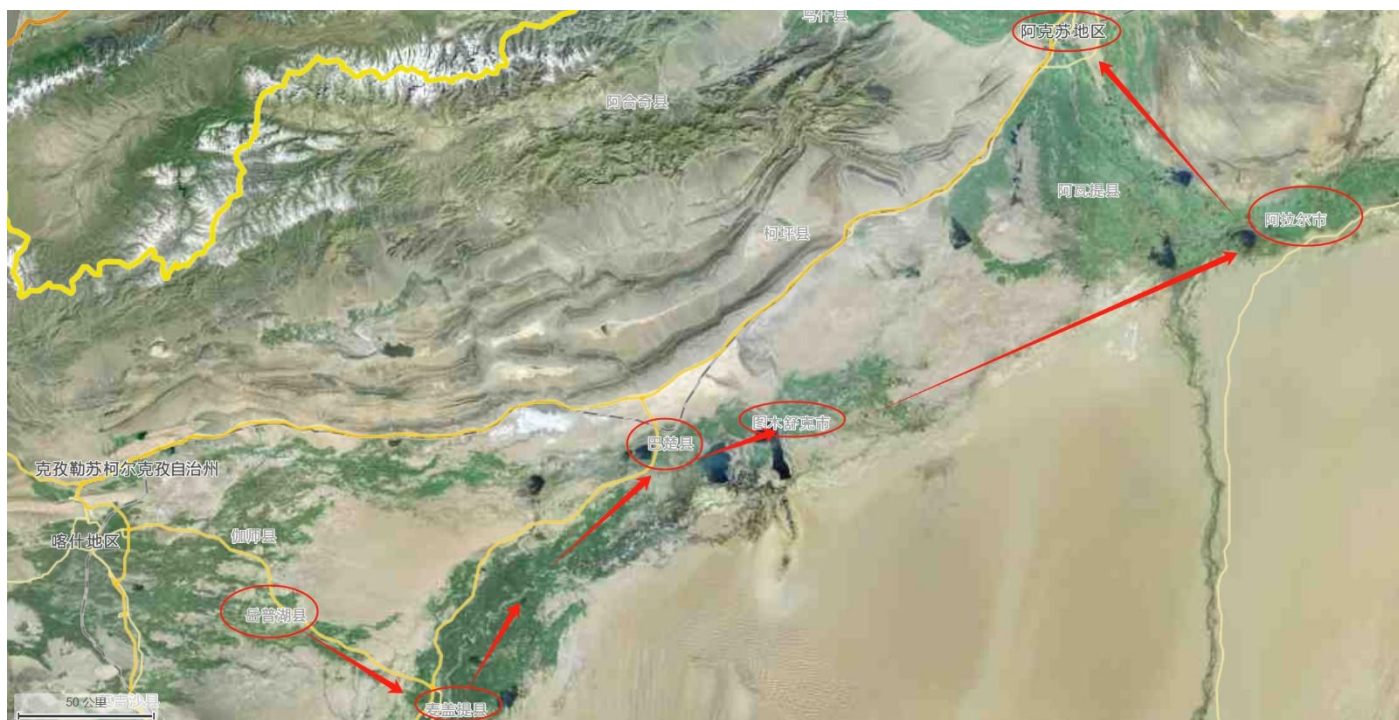 乌什县
阿克苏地区
阿合奇县
阿瓦提县
阿拉尔市
柯坪县
图木舒克市
巴楚县
克孜勒苏柯尔克孜自治州
伽师县
喀什地区
岳普湖县
麦盖提县
50 公里